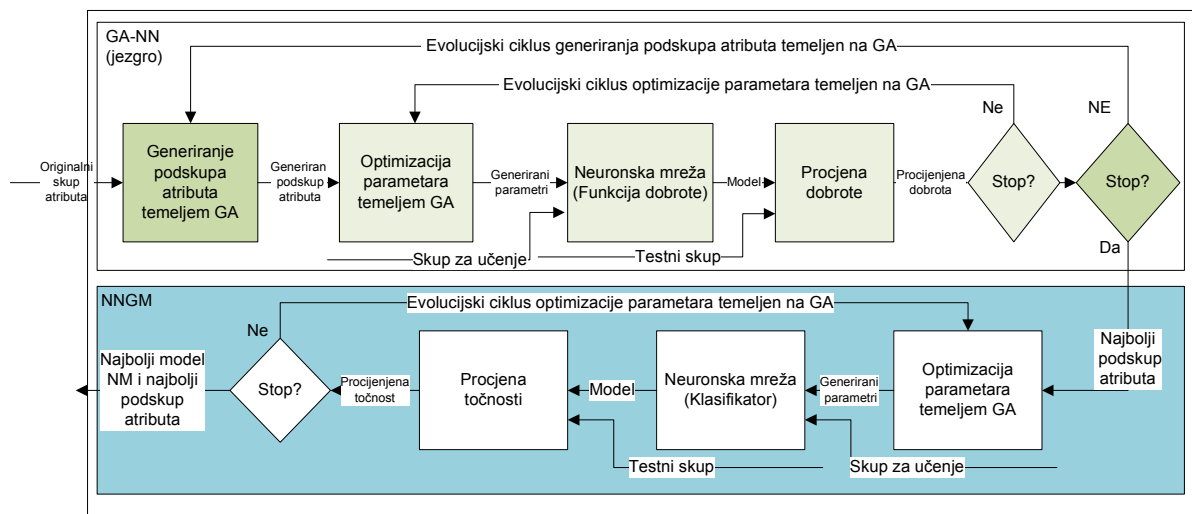 GA-NN
(jezgro)
Evolucijski ciklus generiranja podskupa atributa temeljen na GA
Evolucijski ciklus optimizacije parametara temeljen na GA
Ne
NE
Originalni
skup
atributa
Generiranje
podskupa
atributa
temeljem GA
Generiran
podskup
atributa
Optimizacija
parametara
temeljem GA
Generirani
parametri
Neuronska mreža
(Funkcija dobrote)
Model
Procjena
dobrote
Procijenjena
dobrota
Stop?
Stop?
Skup za učenje
Testni skup
Da
NNGM
Evolucijski ciklus optimizacije parametara temeljen na GA
Ne
Najbolji model
NM i najbolji
podskup
atributa
Stop?
Procijenjena
točnost
Procjena
točnosti
Model
Neuronska mreža
(Klasifikator)
Generirani
parametri
Optimizacija
parametara
temeljem GA
Najbolji
podskup
atributa
Testni skup
Skup za učenje